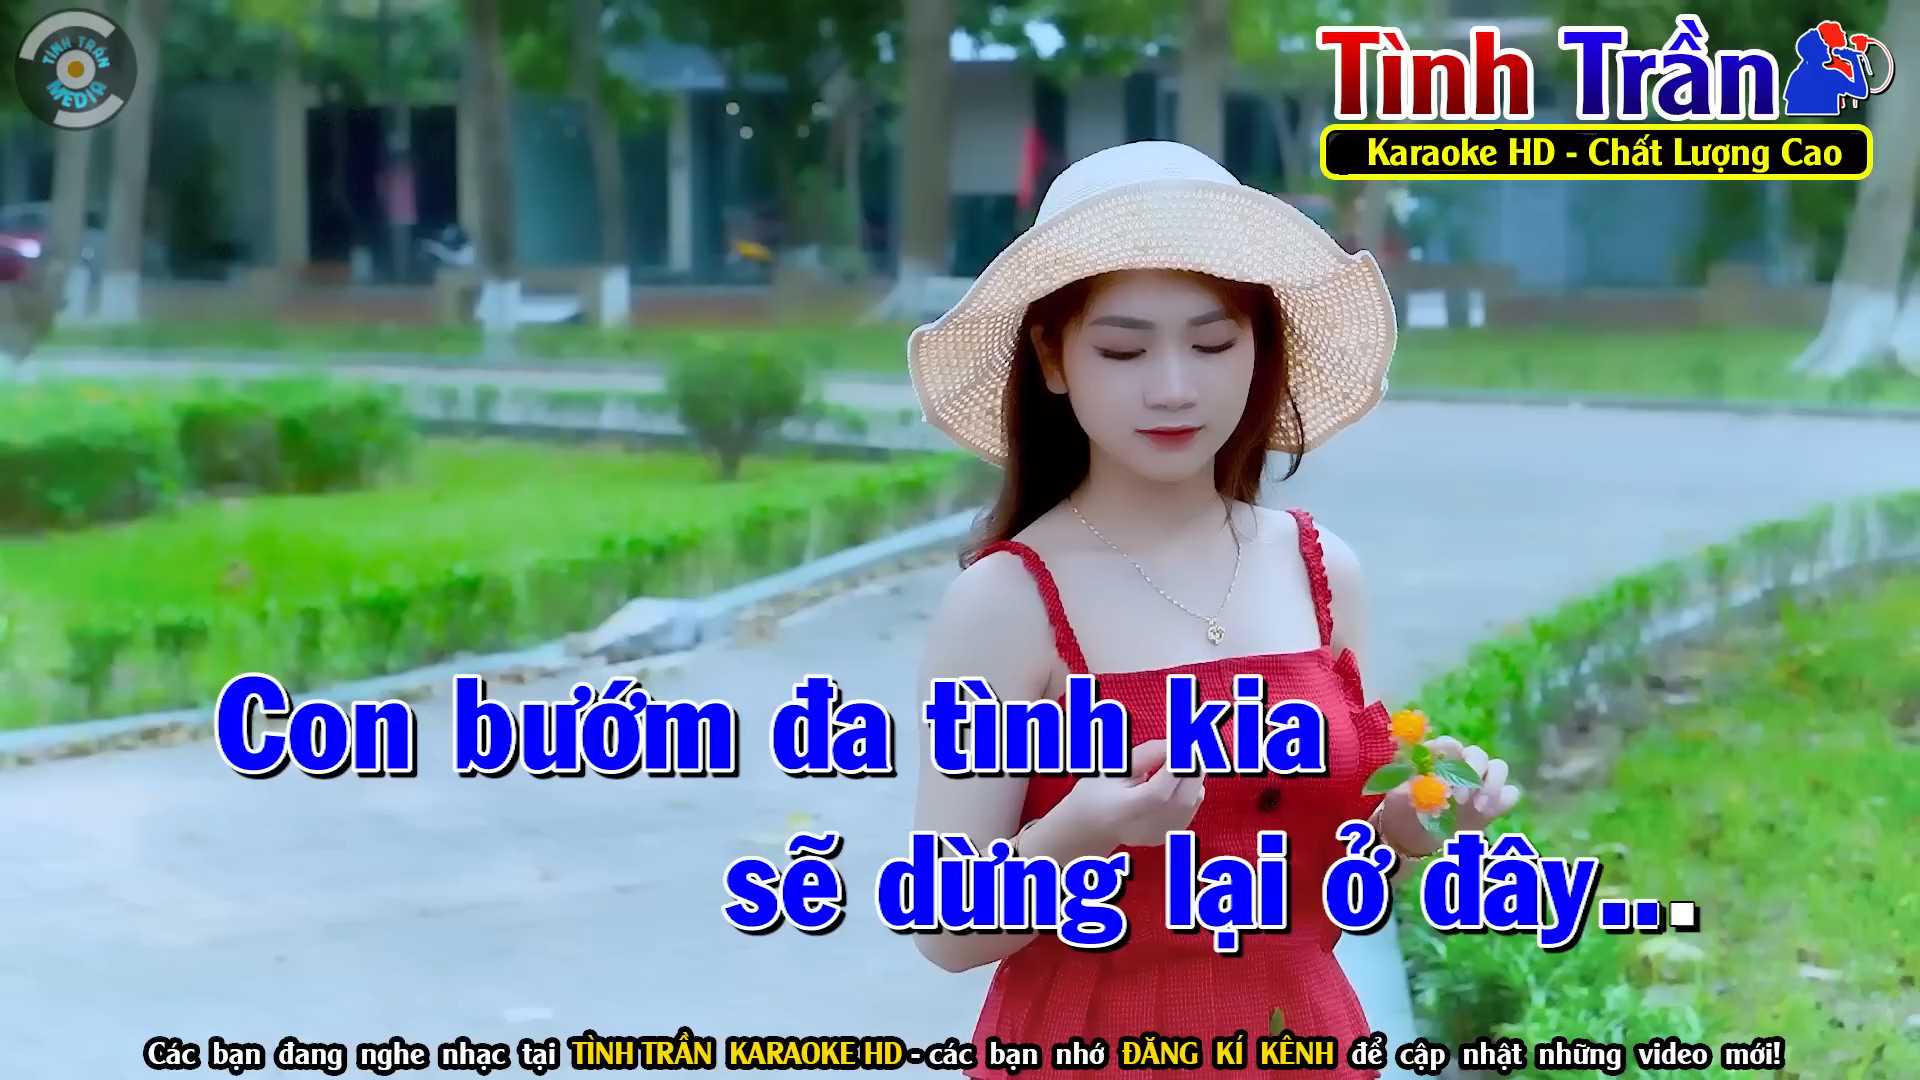 TÌNH TRẦN
MEDIA
Tình Trần
Karaoke HD - Chất Lượng Cao
Con bướm đa tình kia
sẽ dừng lại ở đây...
Các bạn đang nghe nhạc tại TÌNH TRẦN KARAOKE HD - các bạn nhớ ĐĂNG KÍ KÊNH để cập nhật những video mới!